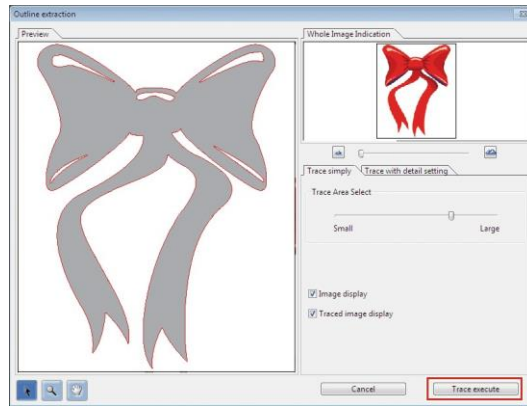 Outline extraction
Preview
Whole Image Indication
Trace simply
Trace with detail setting
Trace Area Select
Small
Large
Image display
Traced image display
Cancel
Trace execute